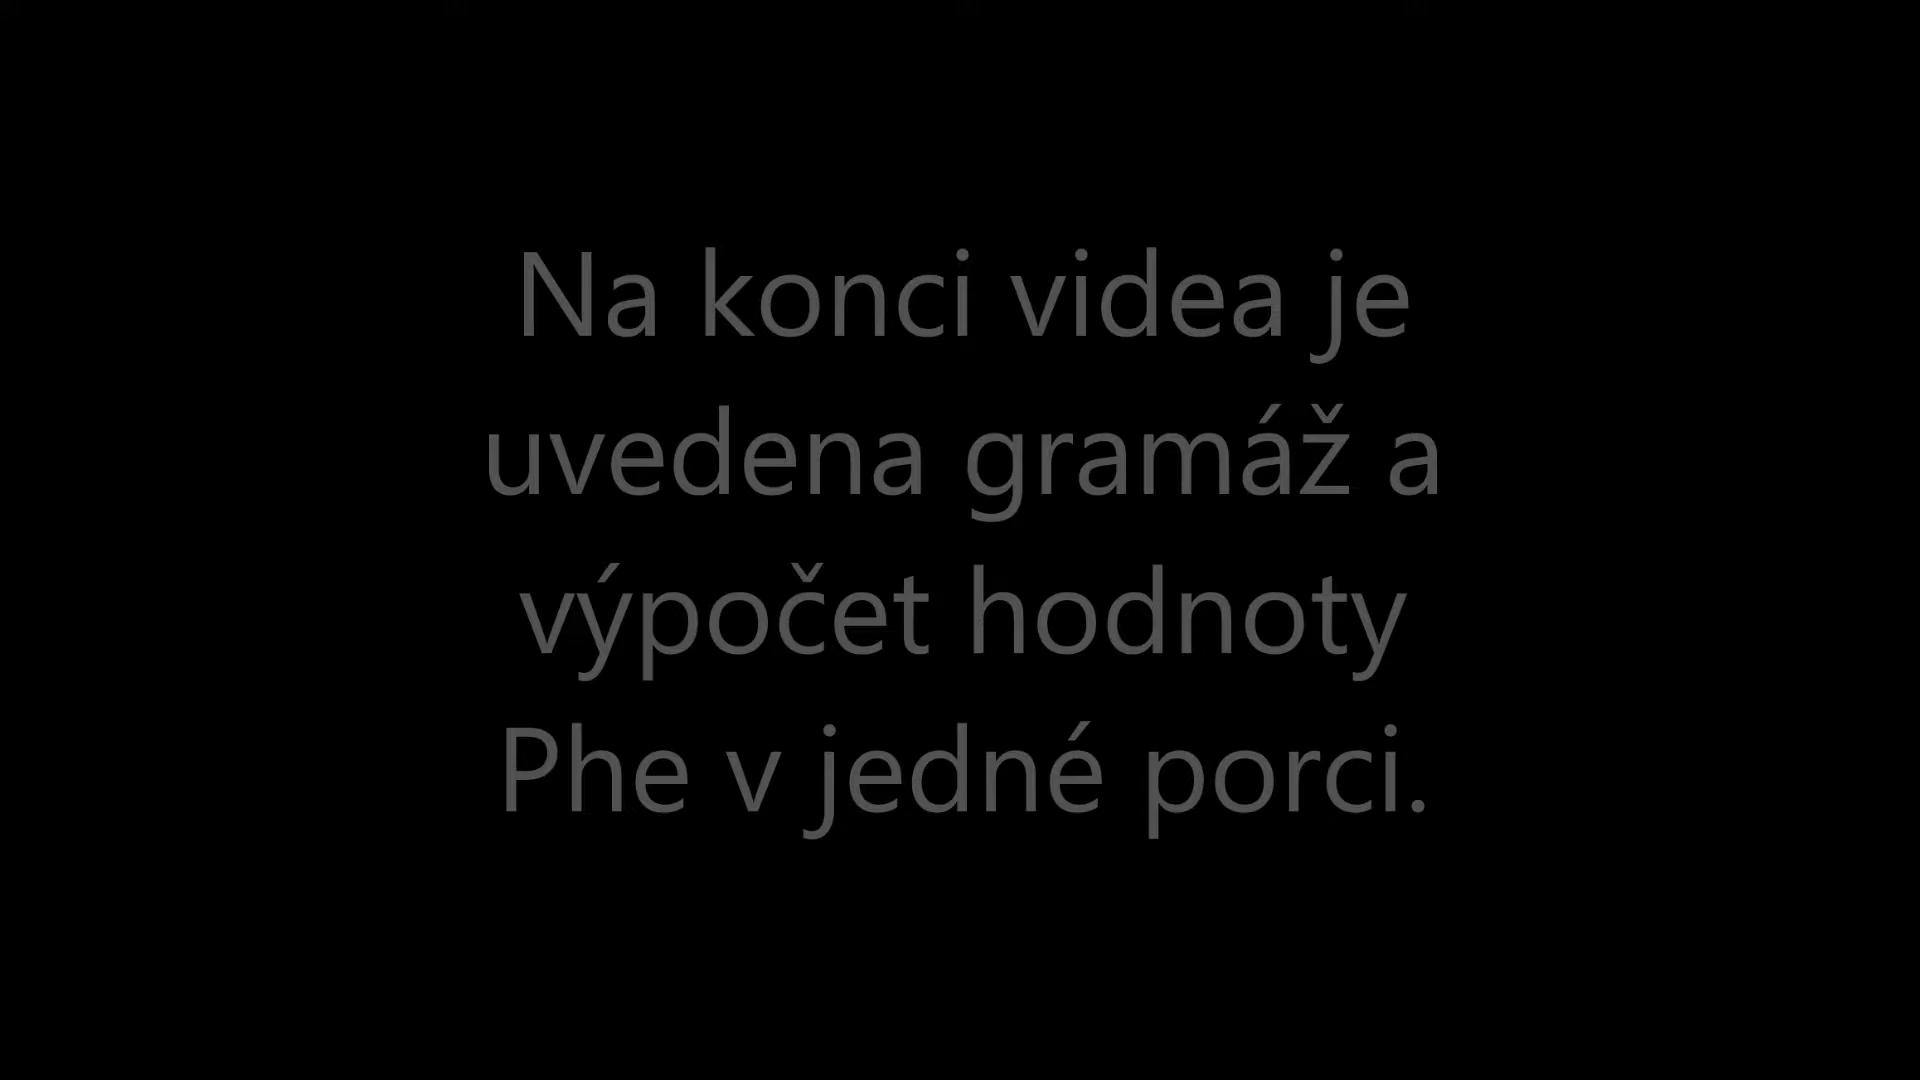 Na konci videa je
uvedena gramáž a
výpočet hodnoty
Phe v jedné porci.